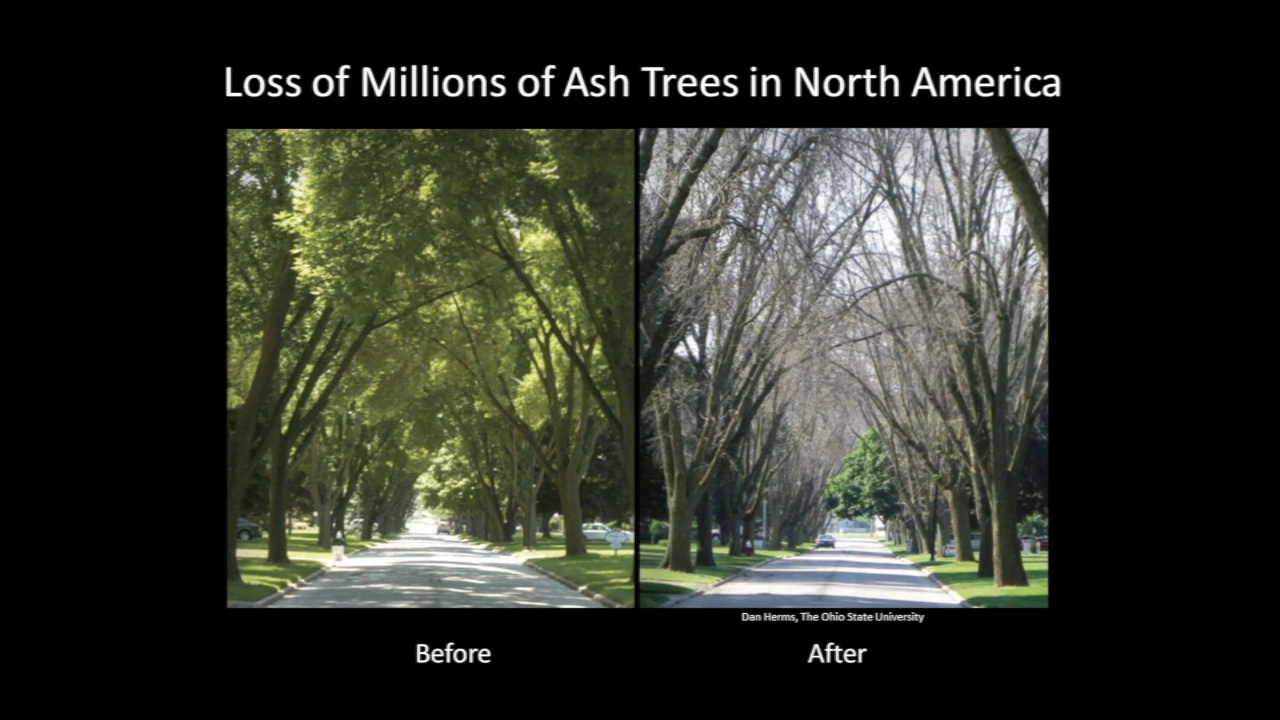 Loss of Millions of Ash Trees in North America
Dan Herms, The Ohio State University
Before
After